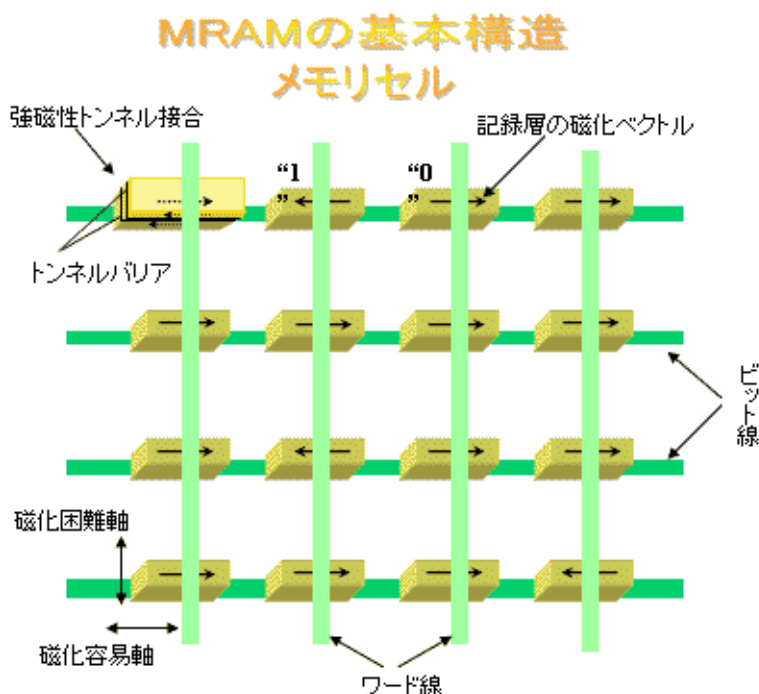 MRAMの基本構造
メモリセル
強磁性トンネル接合
記録層の磁化ベクトル
“1
”
“0
”
トンネルバリア
ビット線
磁化困難軸
磁化容易軸
ワード線